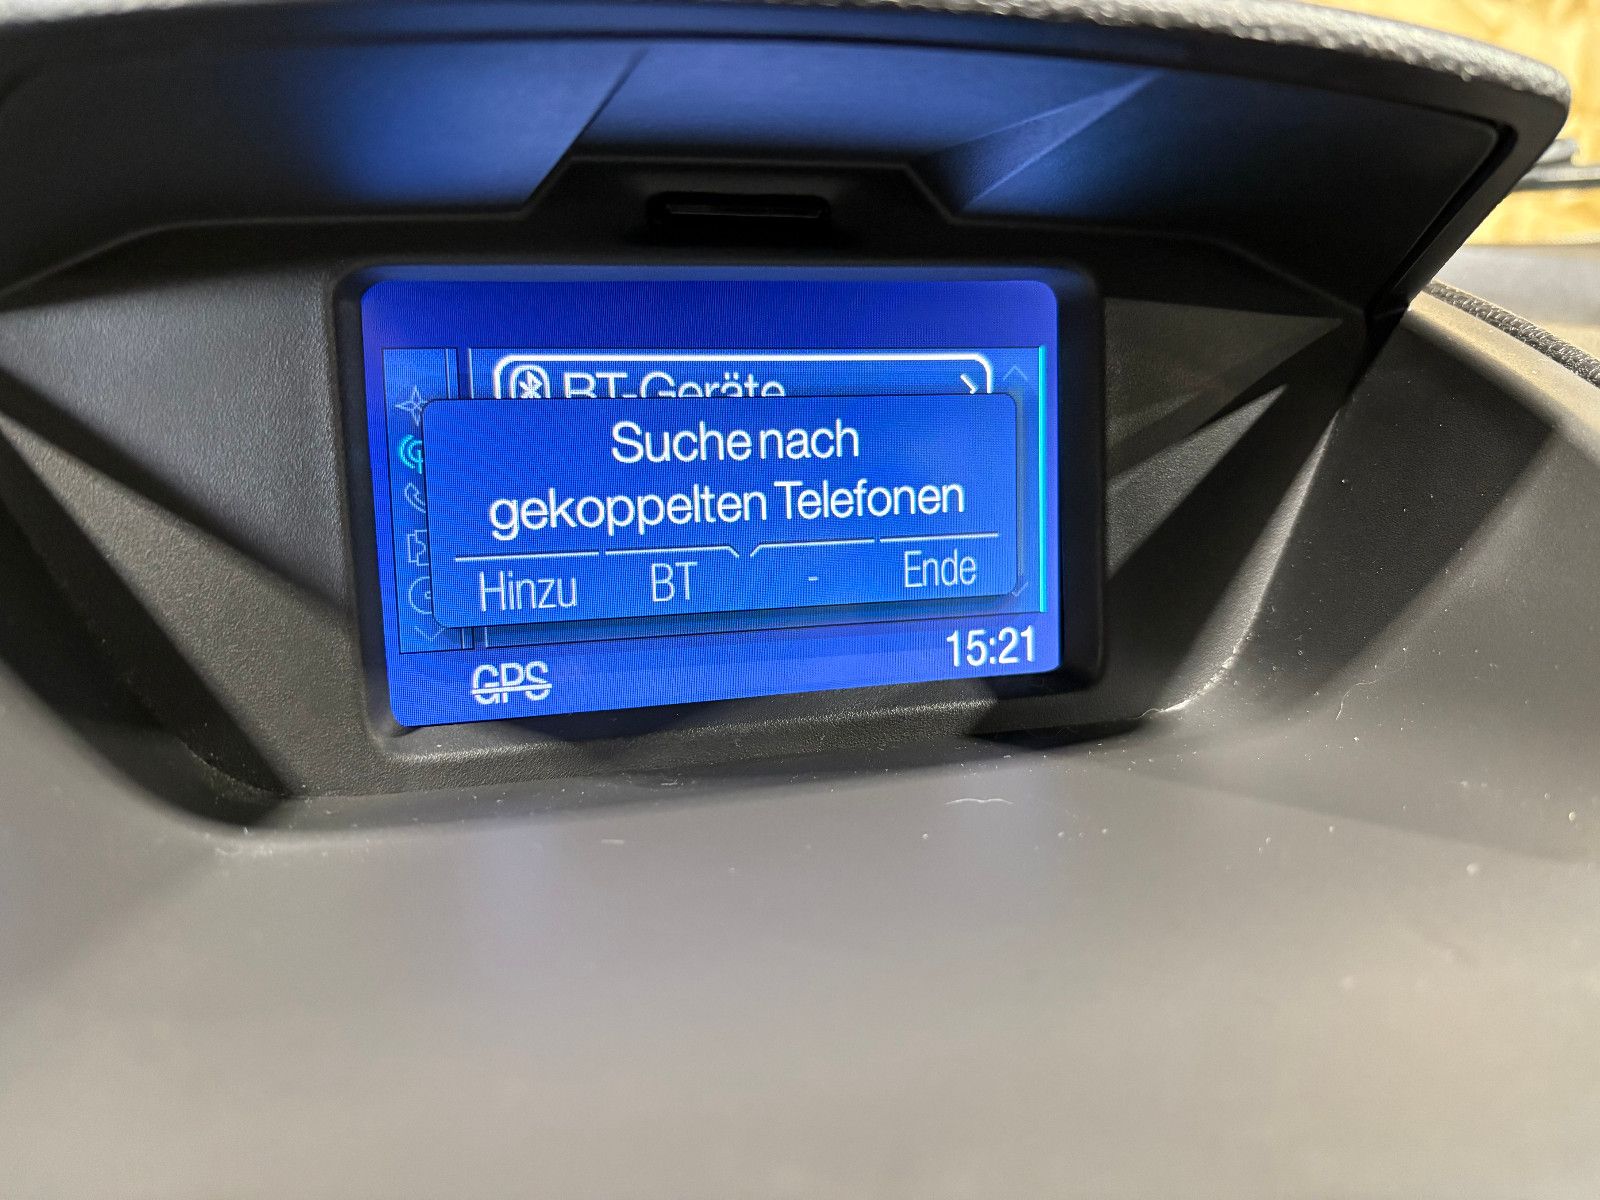 BT-Geräte
Suche nach
gekoppelten Telefonen
Hinzu BT - Ende
15:21
GPS